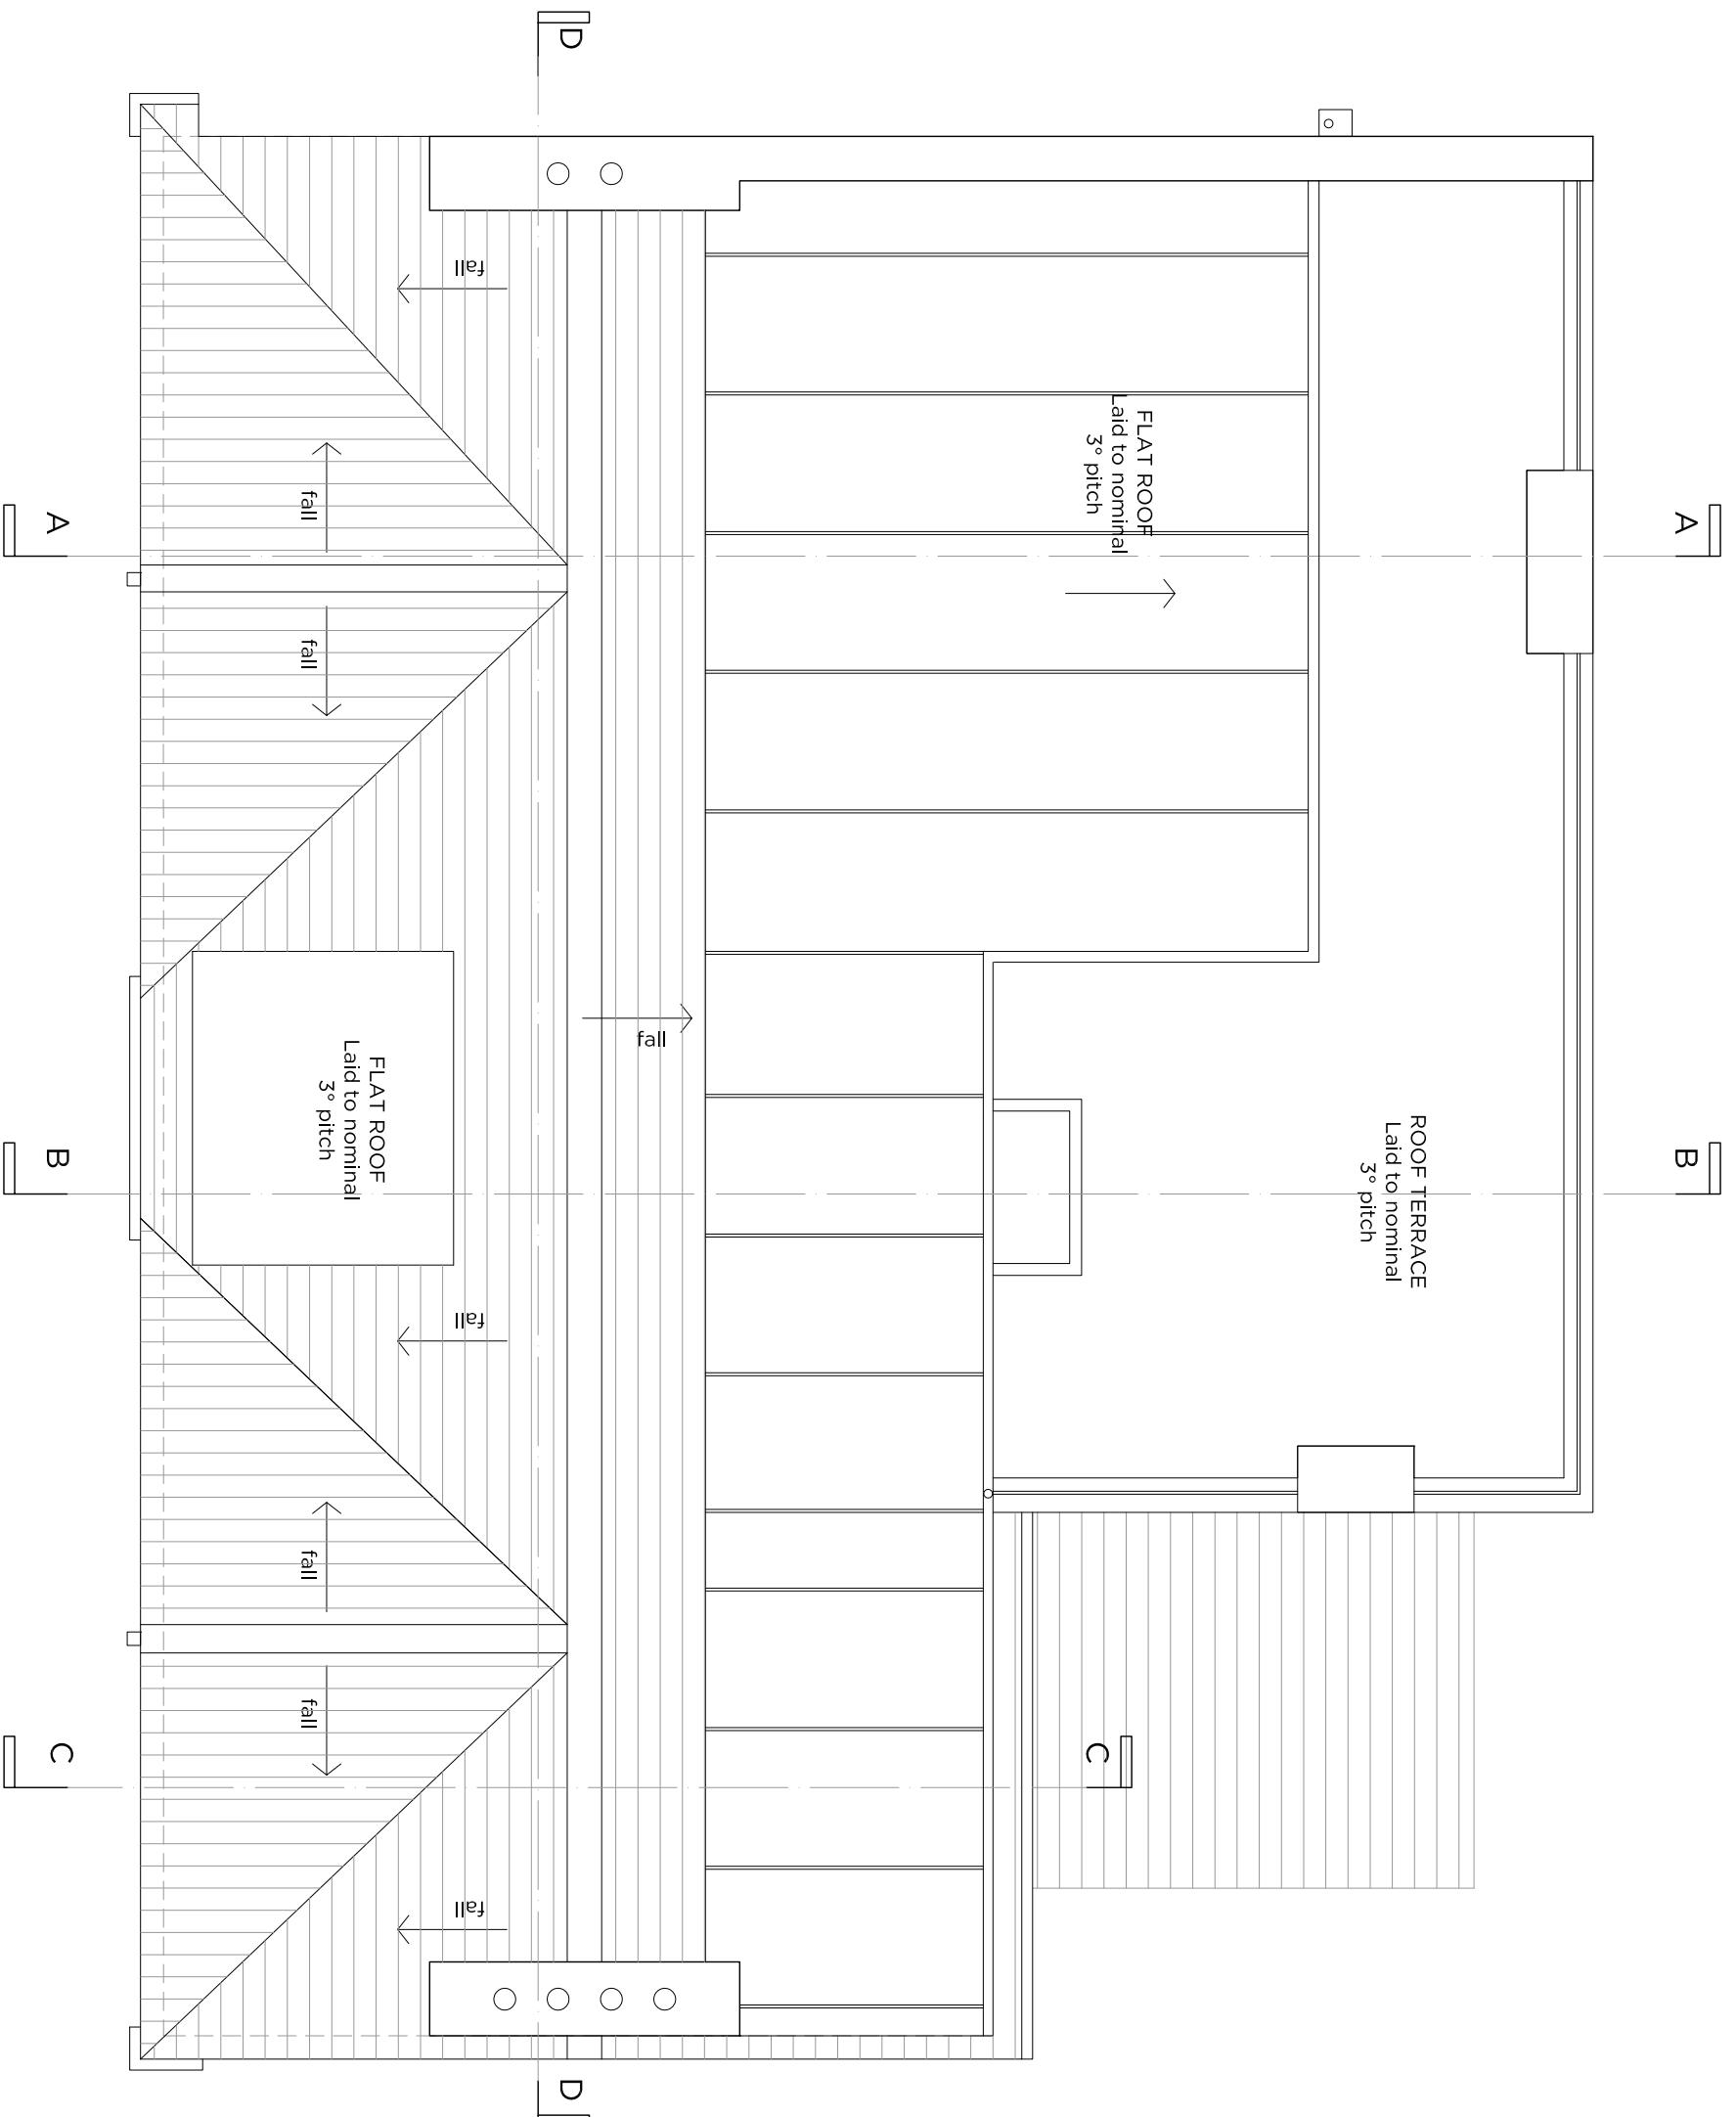 D
A
A
B
B
C
C
D
fall
fall
fall
fall
fall
fall
fall
fall
FLAT ROOF
Laid to nominal
3° pitch
FLAT ROOF
Laid to nominal
3° pitch
ROOF TERRACE
Laid to nominal
3° pitch